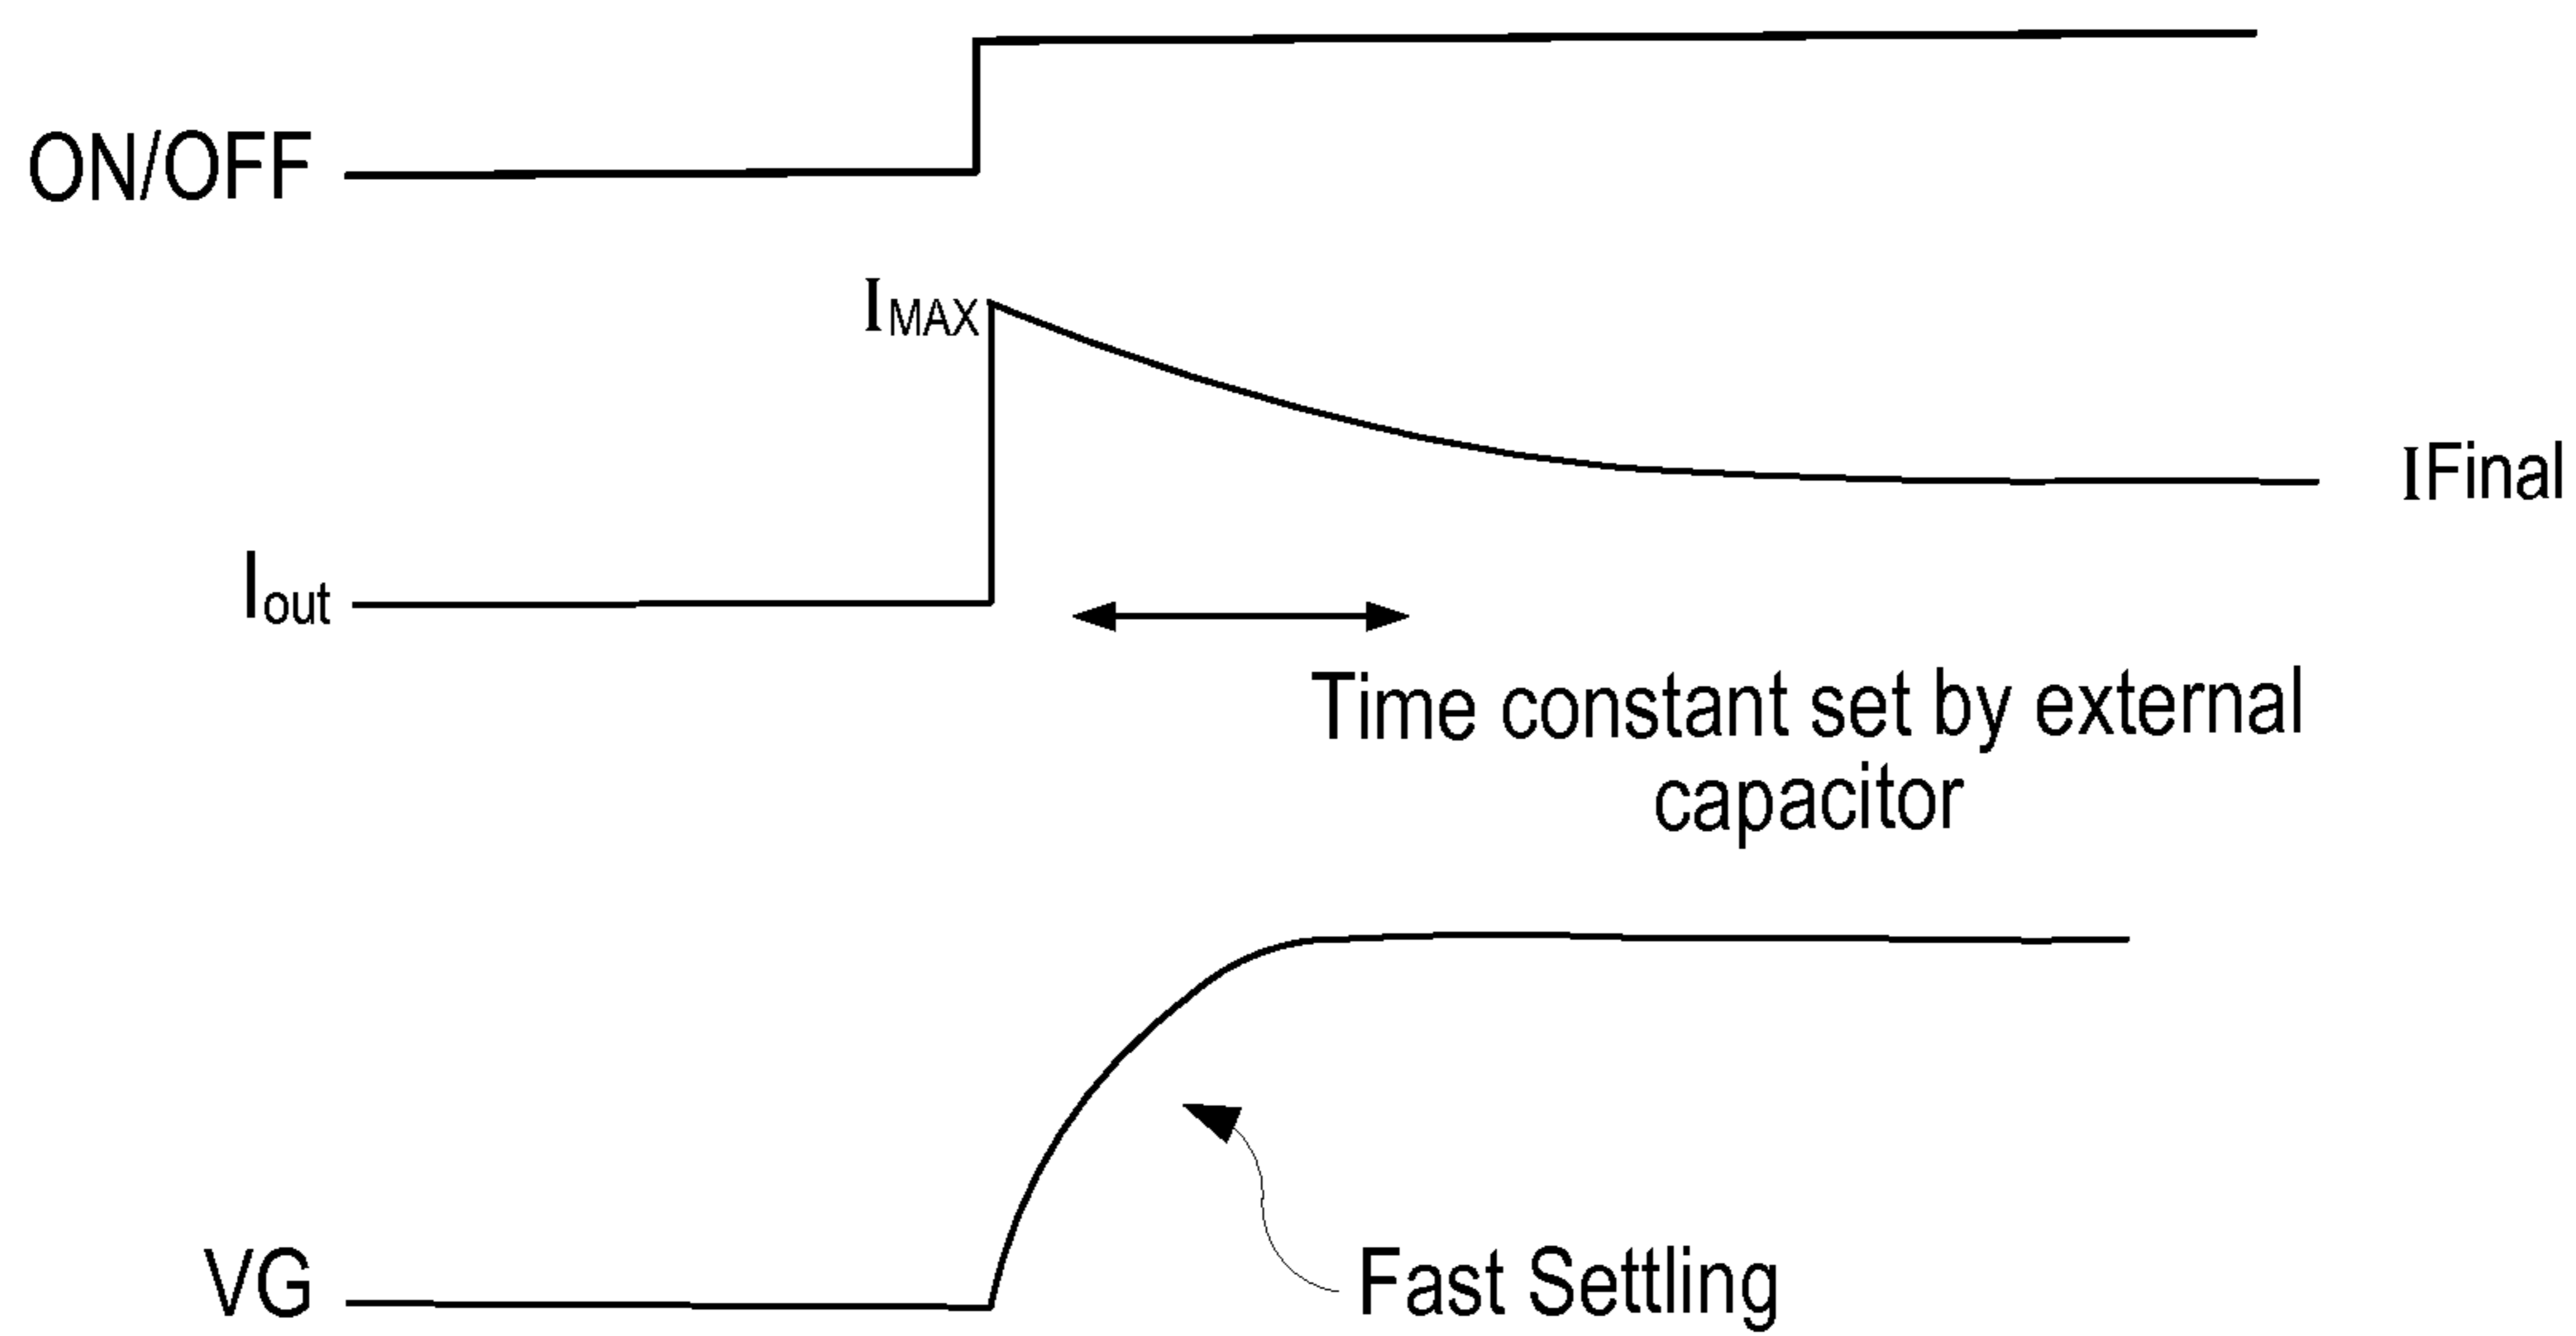 ON/OFF
IMAX
IFinal
Iout
Time constant set by external
capacitor
VG
Fast Settling